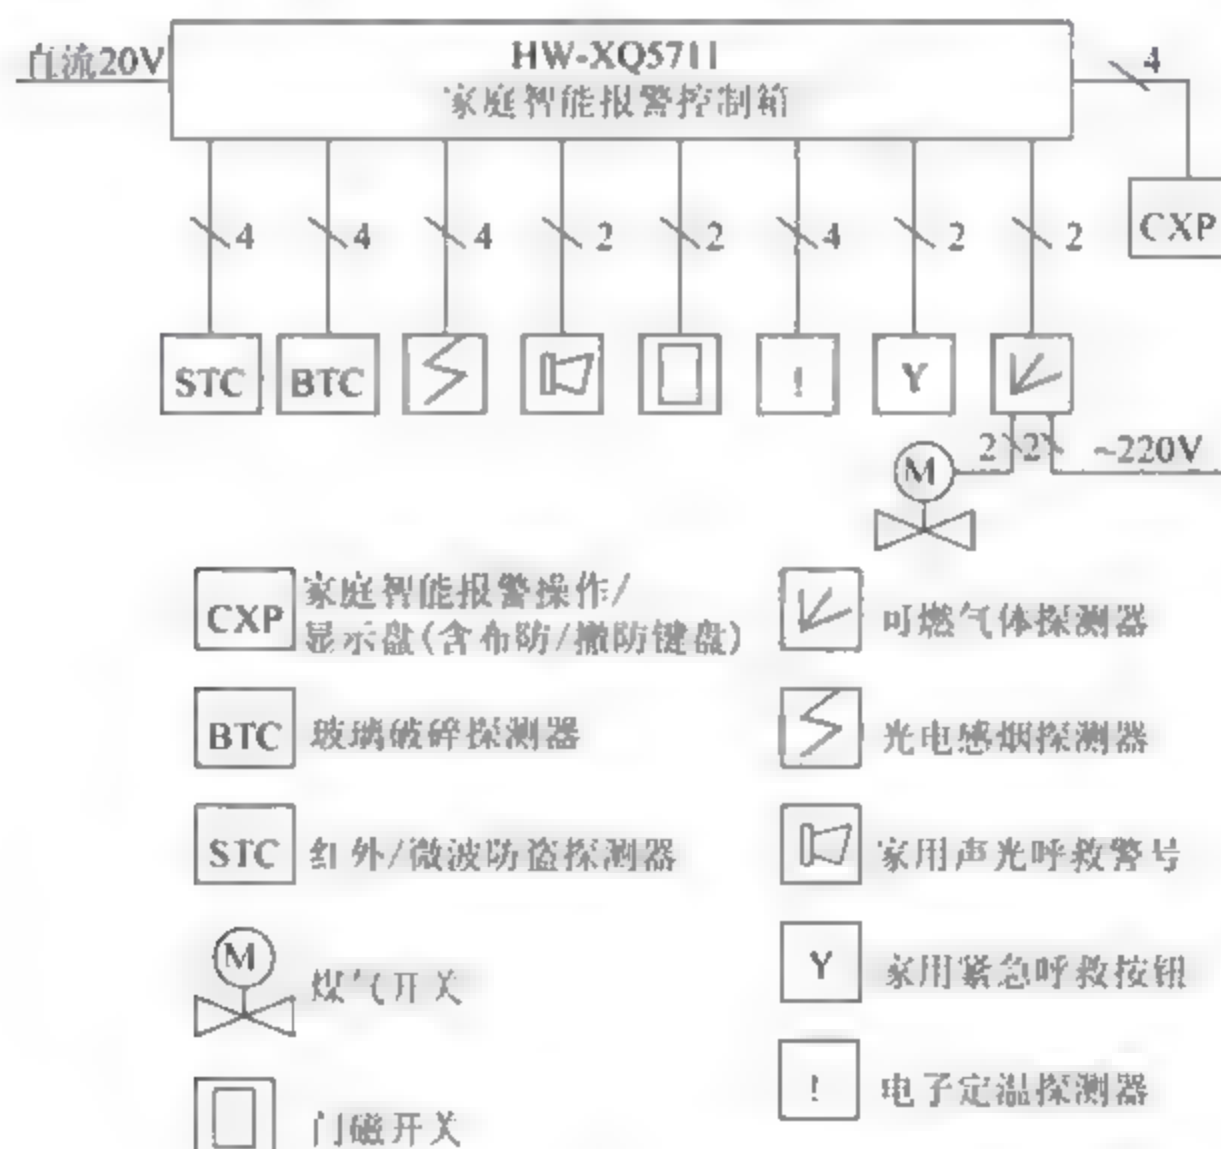 直流20V
HW-XQ5711
家庭智能报警控制箱
4
CXP
4 4 4 2 2 4 2 2
STC BTC ! Y
2 2 ~220V
M
CXP 家庭智能报警操作/
显示盘(含布防/撤防键盘)
可燃气体探测器
BTC 玻璃破碎探测器
光电感烟探测器
STC 红外/微波防盗探测器
家用声光呼救警号
M 煤气开关
Y 家用紧急呼救按钮
! 电子定温探测器
门磁开关